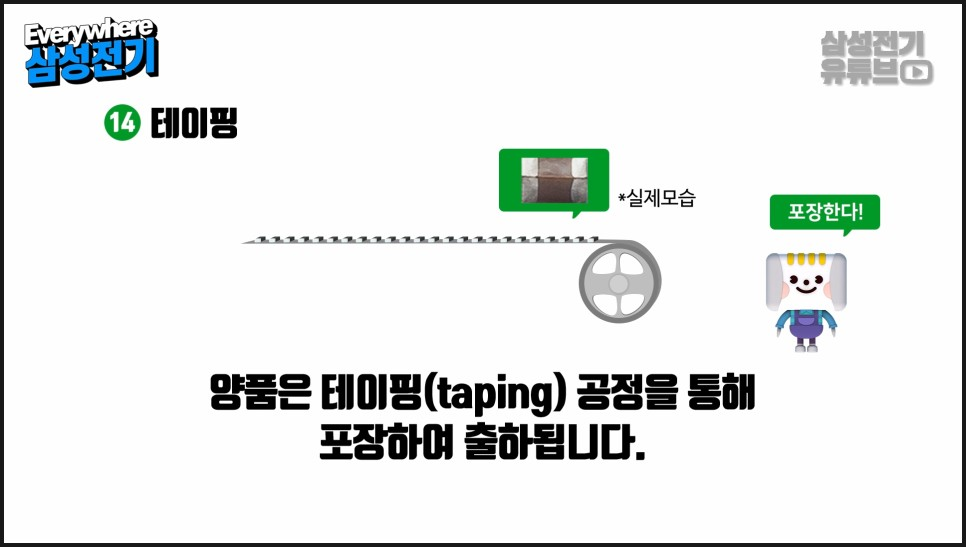 Everywhere
삼성전기
삼성전기
유튜브
14 테이핑
*실제모습
포장한다!
양품은 테이핑(taping) 공정을 통해
포장하여 출하됩니다.